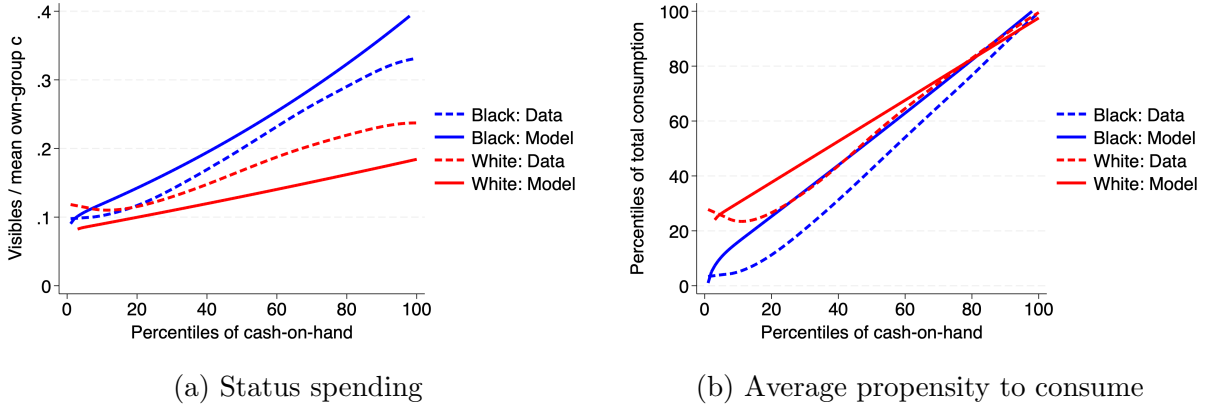 Visibles / mean own-group c
.4
.3
.2
.1
0
0 20 40 60 80 100
Percentiles of cash-on-hand
Black: Data
Black: Model
White: Data
White: Model
(a) Status spending
Percentiles of total consumption
100
80
60
40
20
0
0 20 40 60 80 100
Percentiles of cash-on-hand
Black: Data
Black: Model
White: Data
White: Model
(b) Average propensity to consume